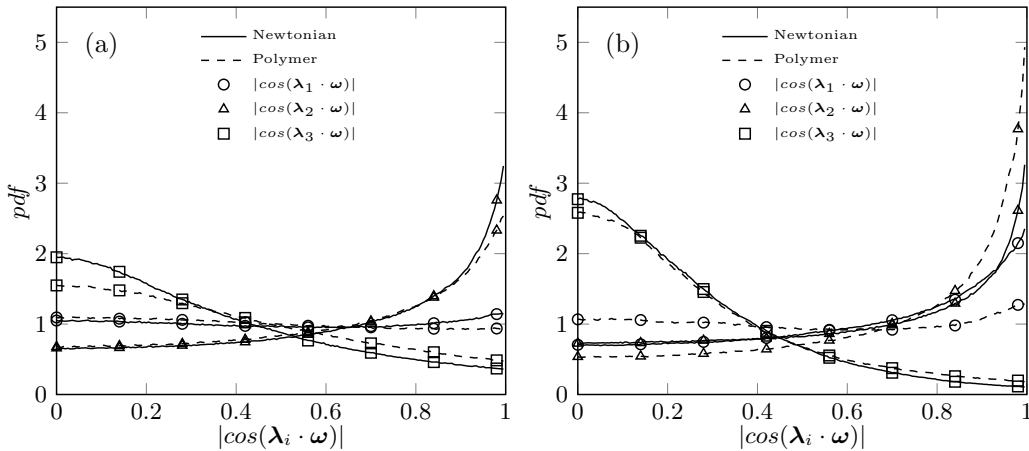 (a)
Newtonian
Polymer
|cos(λ₁ · ω)|
|cos(λ₂ · ω)|
|cos(λ₃ · ω)|
5
4
3
2
1
0
pdf
0 0.2 0.4 0.6 0.8 1
|cos(λᵢ · ω)|
(b)
Newtonian
Polymer
|cos(λ₁ · ω)|
|cos(λ₂ · ω)|
|cos(λ₃ · ω)|
5
4
3
2
1
0
pdf
0 0.2 0.4 0.6 0.8 1
|cos(λᵢ · ω)|